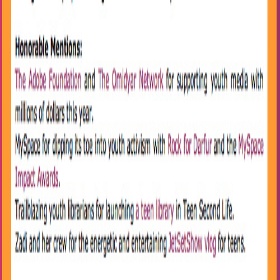 Honorable Mentions:
The Adobe Foundation and The Omidyar Network for supporting youth media with
millions of dollars this year.
MySpace for dipping its toe into youth activism with Rock for Darfur and the MySpace
Impact Awards.
Trailblazing youth librarians for launching a teen library in Teen Second Life.
Zadi and her crew for the energetic and entertaining JetSetShow vlog for teens.